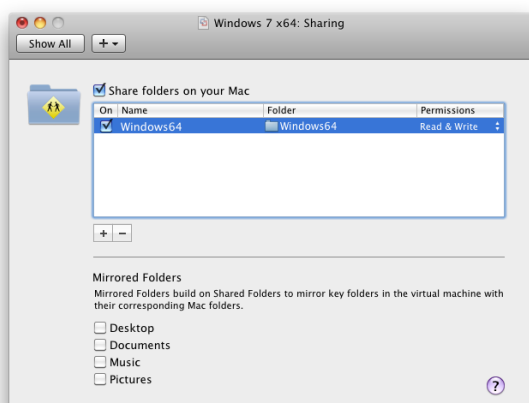 Windows 7 x64: Sharing
Show All
Share folders on your Mac
On Name Folder Permissions
Windows64 Windows64 Read & Write
Mirrored Folders
Mirrored Folders build on Shared Folders to mirror key folders in the virtual machine with
their corresponding Mac folders.
Desktop
Documents
Music
Pictures